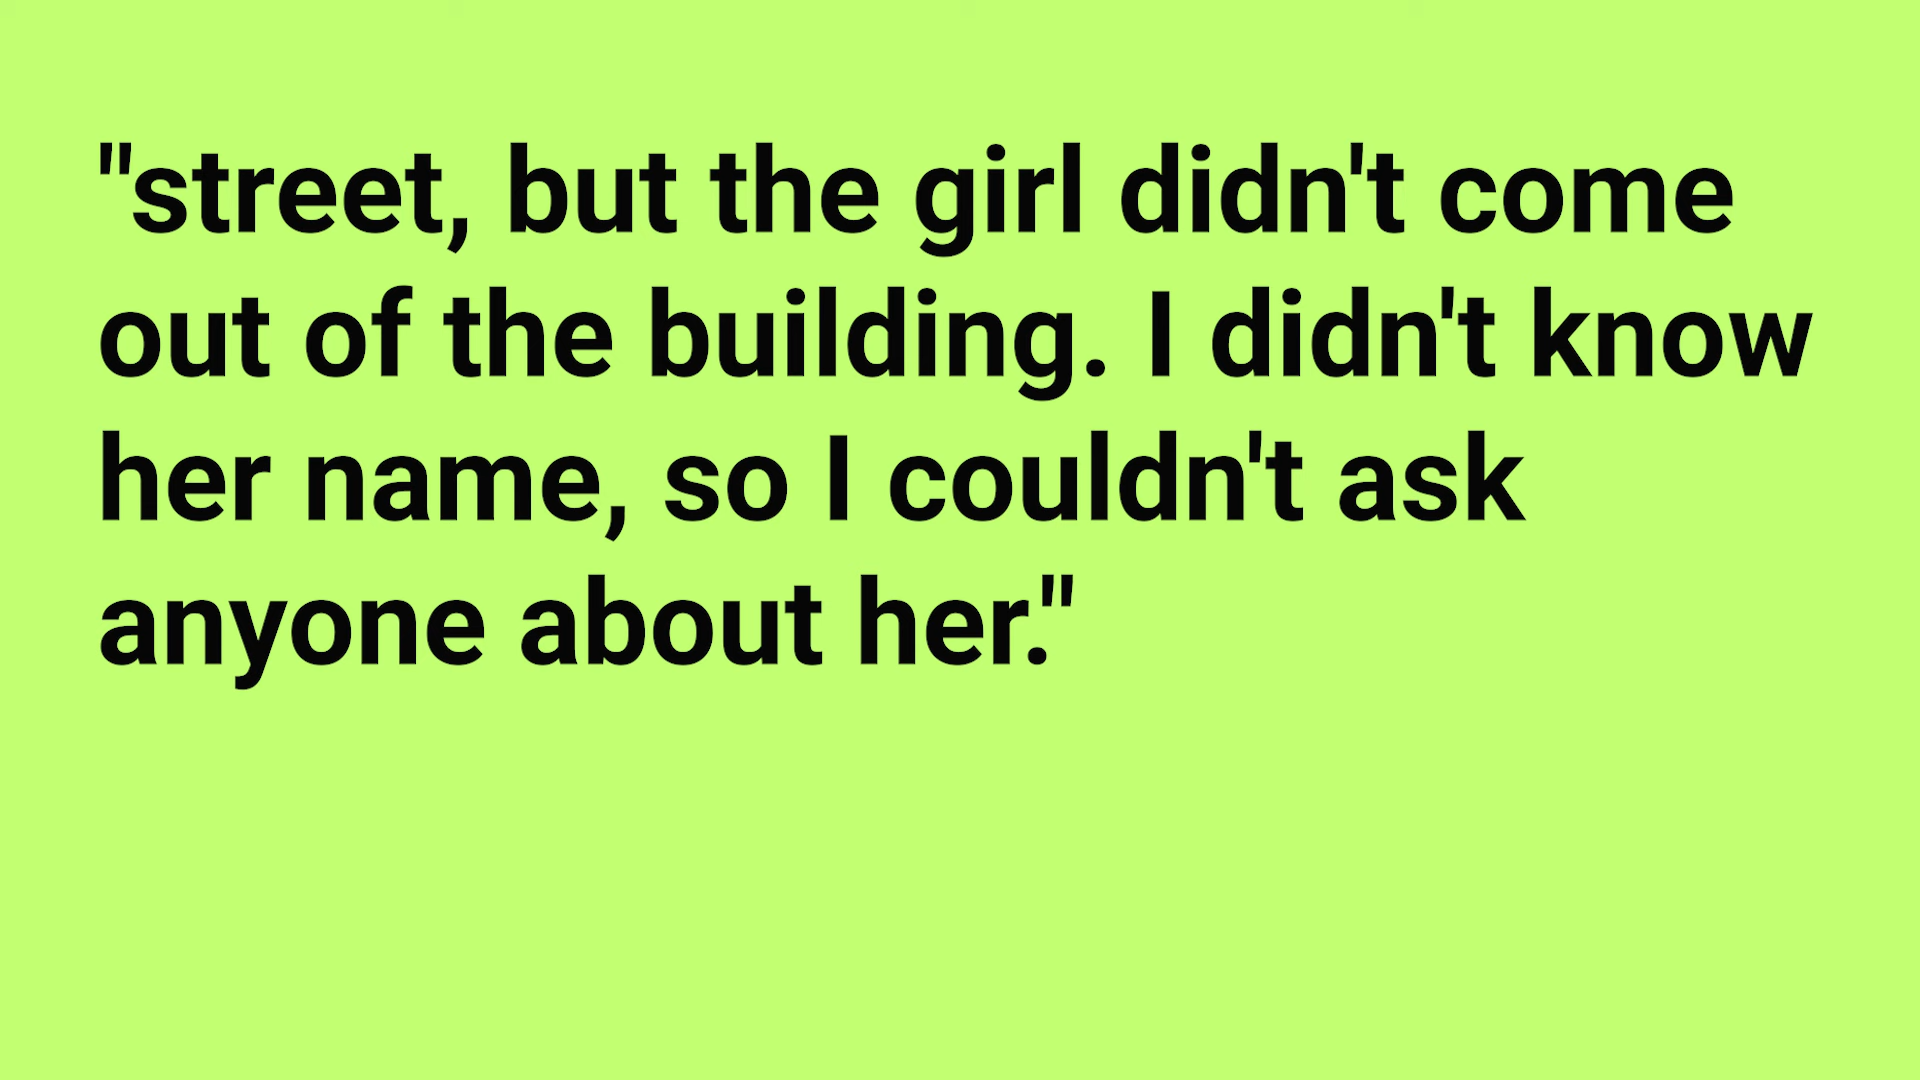 "street, but the girl didn't come
out of the building. I didn't know
her name, so I couldn't ask
anyone about her."